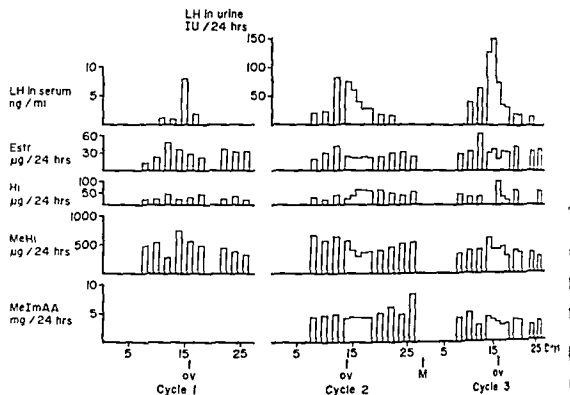 LH in urine
IU / 24 hrs
LH in serum
ng / ml
10
5
150
100
50
Estr
µg / 24 hrs
60
30
Hi
µg / 24 hrs
100
50
MeHi
µg / 24 hrs
1000
500
MeImAA
mg / 24 hrs
5
5 15 25 5 15 25 5 15 25
ov ov M ov
Cycle 1 Cycle 2 Cycle 3